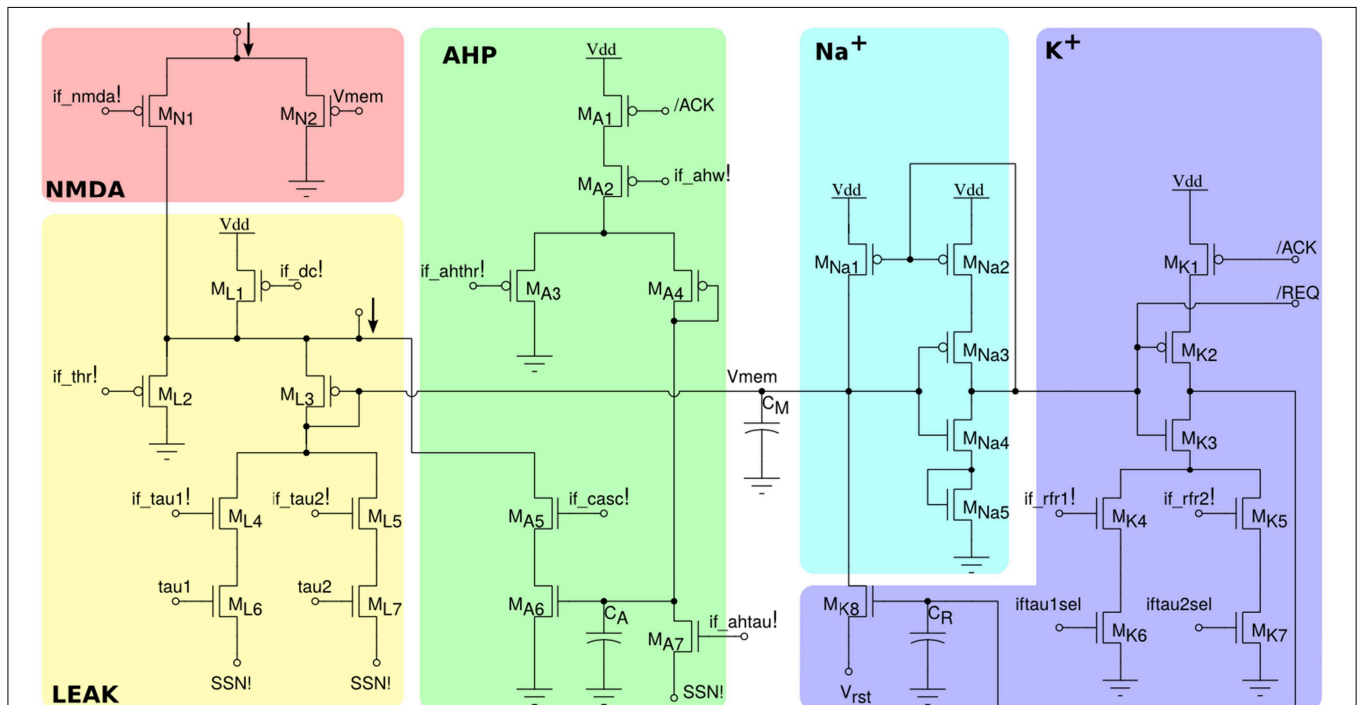 Na+
K+
AHP
Vdd
if_nmda!
MN1
MN2
Vmem
MA1
/ACK
MA2
if_ahw!
NMDA
Vdd
Vdd
Vdd
Vdd
if_dc!
ML1
if_ahthr!
MA3
MA4
MNa1
MNa2
MK1
/ACK
/REQ
MNa3
MK2
if_thr!
ML2
ML3
Vmem
CM
MNa4
MK3
if_tau1!
ML4
if_tau2!
ML5
MA5
if_casc!
MNa5
if_rfr1!
MK4
if_rfr2!
MK5
tau1
ML6
tau2
ML7
MA6
CA
MA7
if_ahtau!
MK8
CR
iftau1sel
MK6
iftau2sel
MK7
SSN!
SSN!
SSN!
Vrst
LEAK